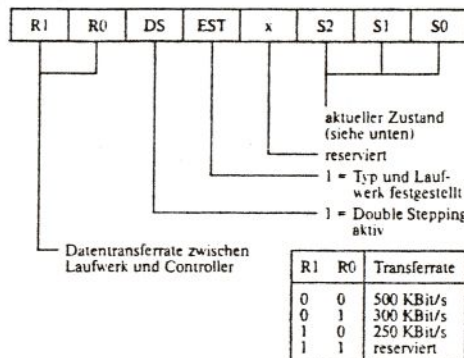 R1 R0 DS EST x S2 S1 S0
aktueller Zustand
(siehe unten)
reserviert
1 = Typ und Lauf-
werk festgestellt
1 = Double Stepping
aktiv
Datentransferrate zwischen
Laufwerk und Controller
R1 R0 Transferrate
0 0 500 KBit/s
0 1 300 KBit/s
1 0 250 KBit/s
1 1 reserviert